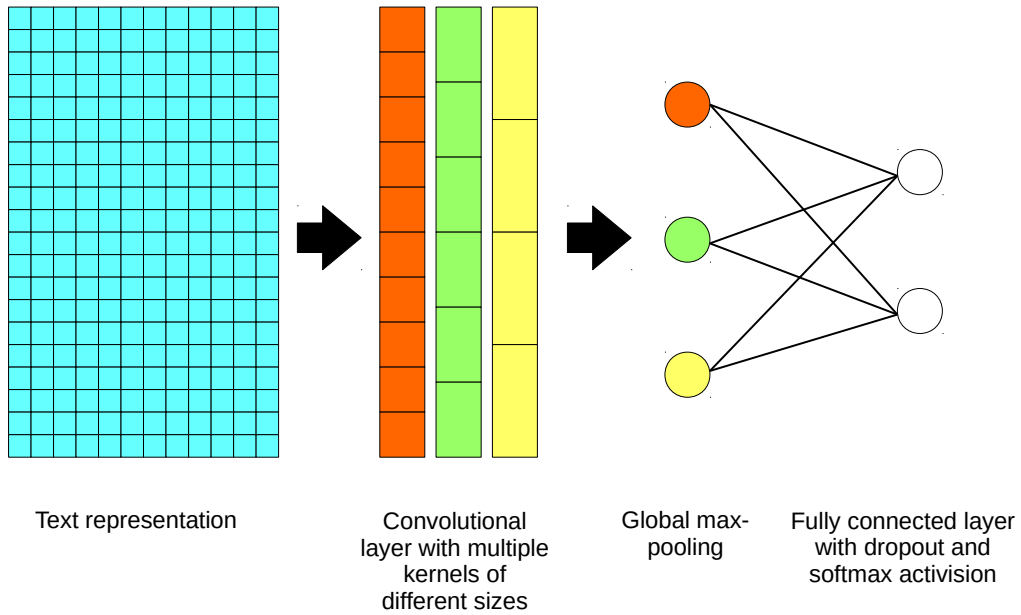 Text representation
Convolutional
layer with multiple
kernels of
different sizes
Global max-
pooling
Fully connected layer
with dropout and
softmax activision